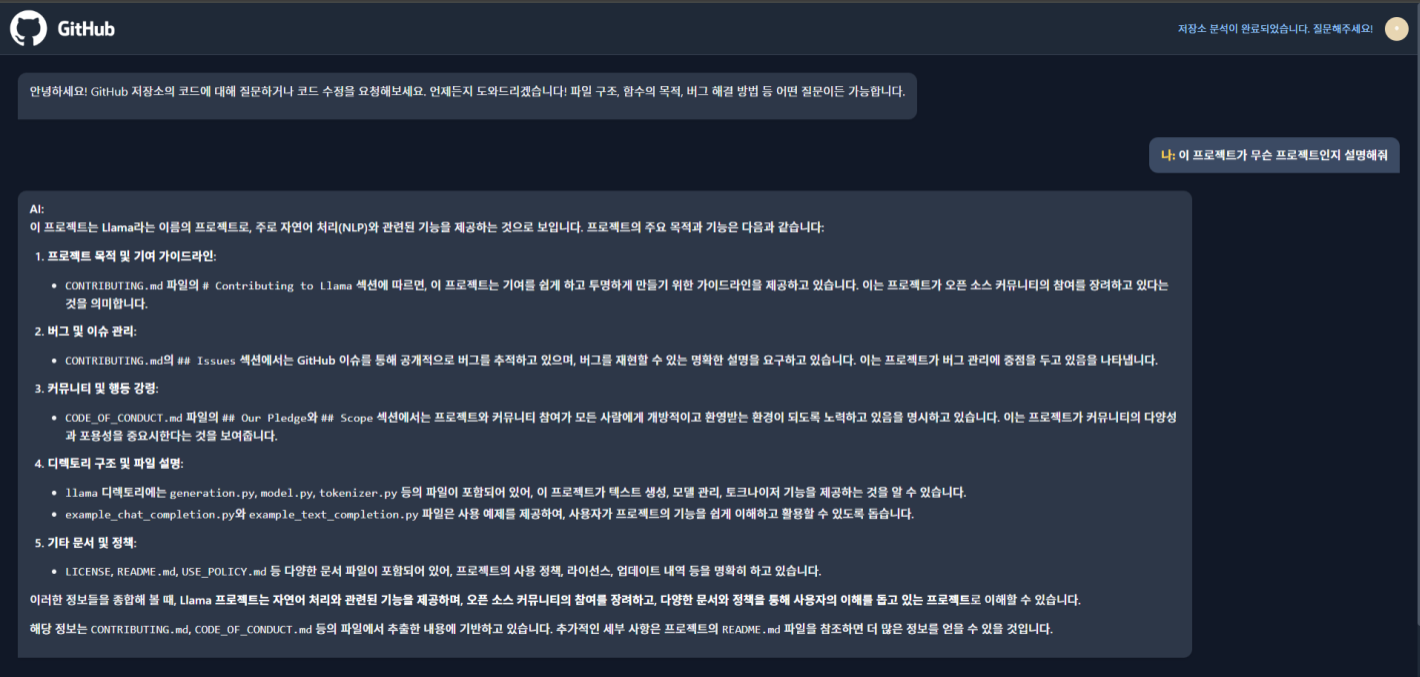 GitHub
저장소 분석이 완료되었습니다. 질문해주세요!
안녕하세요! GitHub 저장소의 코드에 대해 질문하거나 코드 수정을 요청해보세요. 언제든지 도와드리겠습니다! 파일 구조, 함수의 목적, 버그 해결 방법 등 어떤 질문이든 가능합니다.
나: 이 프로젝트가 무슨 프로젝트인지 설명해줘
AI:
이 프로젝트는 Llama라는 이름의 프로젝트로, 주로 자연어 처리(NLP)와 관련된 기능을 제공하는 것으로 보입니다. 프로젝트의 주요 목적과 기능은 다음과 같습니다:
1. 프로젝트 목적 및 기여 가이드라인:
• CONTRIBUTING.md 파일의 # Contributing to Llama 섹션에 따르면, 이 프로젝트는 기여를 쉽게 하고 투명하게 만들기 위한 가이드라인을 제공하고 있습니다. 이는 프로젝트가 오픈 소스 커뮤니티의 참여를 장려하고 있다는
것을 의미합니다.
2. 버그 및 이슈 관리:
• CONTRIBUTING.md의 ## Issues 섹션에서는 GitHub 이슈를 통해 공개적으로 버그를 추적하고 있으며, 버그를 재현할 수 있는 명확한 설명을 요구하고 있습니다. 이는 프로젝트가 버그 관리에 중점을 두고 있음을 나타냅니다.
3. 커뮤니티 및 행동 강령:
• CODE_OF_CONDUCT.md 파일의 ## Our Pledge와 ## Scope 섹션에서는 프로젝트와 커뮤니티 참여가 모든 사람에게 개방적이고 환영받는 환경이 되도록 노력하고 있음을 명시하고 있습니다. 이는 프로젝트가 커뮤니티의 다양성
과 포용성을 중요시한다는 것을 보여줍니다.
4. 디렉토리 구조 및 파일 설명:
• llama 디렉토리에는 generation.py, model.py, tokenizer.py 등의 파일이 포함되어 있어, 이 프로젝트가 텍스트 생성, 모델 관리, 토크나이저 기능을 제공하는 것을 알 수 있습니다.
• example_chat_completion.py와 example_text_completion.py 파일은 사용 예제를 제공하여, 사용자가 프로젝트의 기능을 쉽게 이해하고 활용할 수 있도록 돕습니다.
5. 기타 문서 및 정책:
• LICENSE, README.md, USE_POLICY.md 등 다양한 문서 파일이 포함되어 있어, 프로젝트의 사용 정책, 라이선스, 업데이트 내역 등을 명확히 하고 있습니다.
이러한 정보들을 종합해 볼 때, Llama 프로젝트는 자연어 처리와 관련된 기능을 제공하며, 오픈 소스 커뮤니티의 참여를 장려하고, 다양한 문서와 정책을 통해 사용자의 이해를 돕고 있는 프로젝트로 이해할 수 있습니다.
해당 정보는 CONTRIBUTING.md, CODE_OF_CONDUCT.md 등의 파일에서 추출한 내용에 기반하고 있습니다. 추가적인 세부 사항은 프로젝트의 README.md 파일을 참조하면 더 많은 정보를 얻을 수 있을 것입니다.